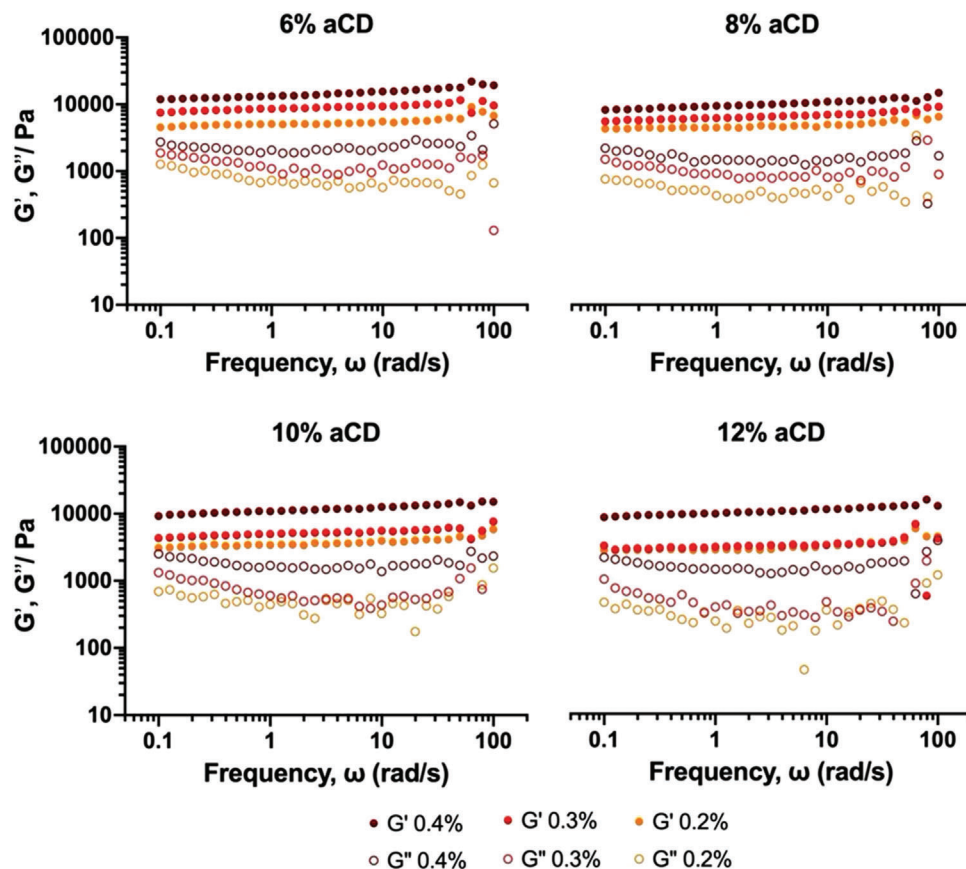 6% aCD
8% aCD
G', G''/ Pa
100000
10000
1000
100
10
0.1 1 10 100
0.1 1 10 100
Frequency, ω (rad/s)
Frequency, ω (rad/s)
10% aCD
12% aCD
G', G''/ Pa
100000
10000
1000
100
10
0.1 1 10 100
0.1 1 10 100
Frequency, ω (rad/s)
Frequency, ω (rad/s)
G' 0.4% G' 0.3% G' 0.2%
G" 0.4% G" 0.3% G" 0.2%